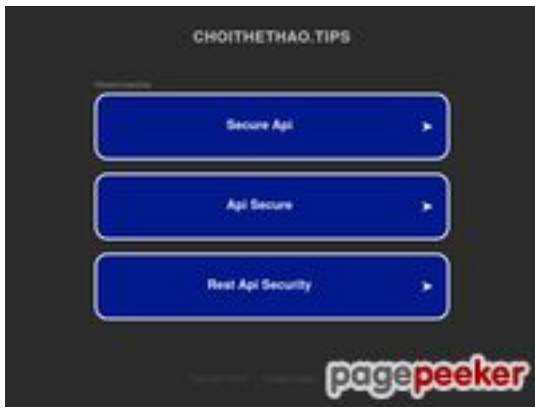 CHOITHETHAO.TIPS
Secure Api
Api Secure
Rest Api Security
pagepeeker